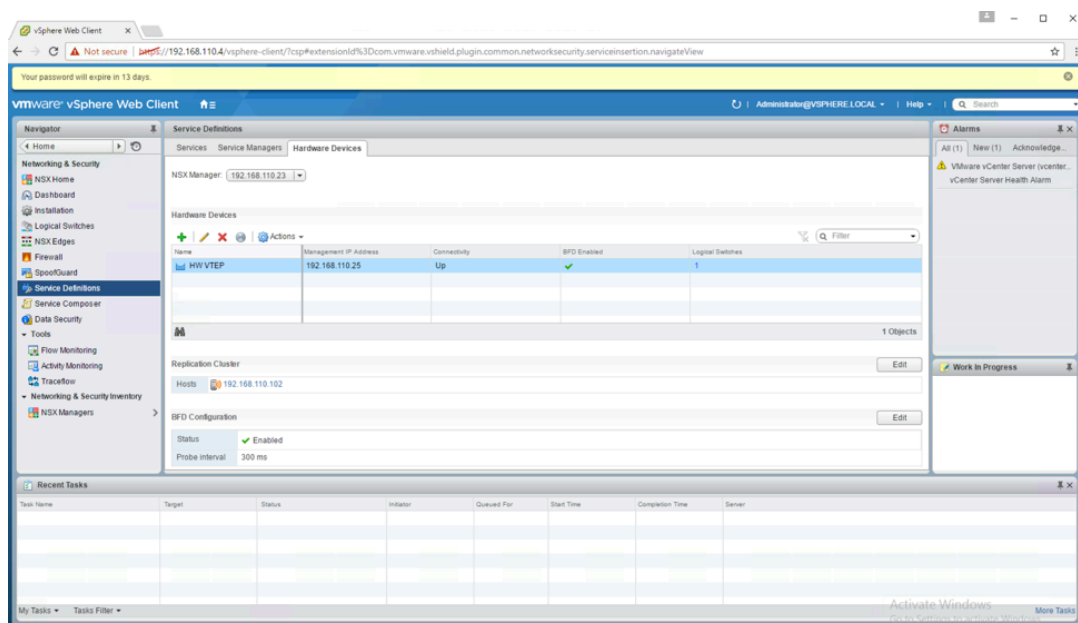 vSphere Web Client
Not secure | https://192.168.110.4/vsphere-client/?csp#extensionId%3Dcom.vmware.vshield.plugin.common.networksecurity.serviceinsertion.navigateView
Your password will expire in 13 days.
vmware® vSphere Web Client
Administrator@VSPHERE.LOCAL
Help
Search
Navigator
Home
Networking & Security
NSX Home
Dashboard
Installation
Logical Switches
NSX Edges
Firewall
SpoofGuard
Service Definitions
Service Composer
Data Security
Tools
Flow Monitoring
Activity Monitoring
Traceflow
Networking & Security Inventory
NSX Managers
Service Definitions
Services Service Managers Hardware Devices
NSX Manager: 192.168.110.23
Hardware Devices
Actions
Filter
Name Management IP Address Connectivity BFD Enabled Logical Switches
HW VTEP 192.168.110.25 Up 1
1 Objects
Replication Cluster Edit
Hosts 192.168.110.102
BFD Configuration Edit
Status Enabled
Probe interval 300 ms
Alarms
All (1) New (1) Acknowledge...
VMware vCenter Server (vcenter...
vCenter Server Health Alarm
Work In Progress
Recent Tasks
Task Name Target Status Initiator Queued For Start Time Completion Time Server
My Tasks Tasks Filter More Tasks
Activate Windows
Go to Settings to activate Windows.